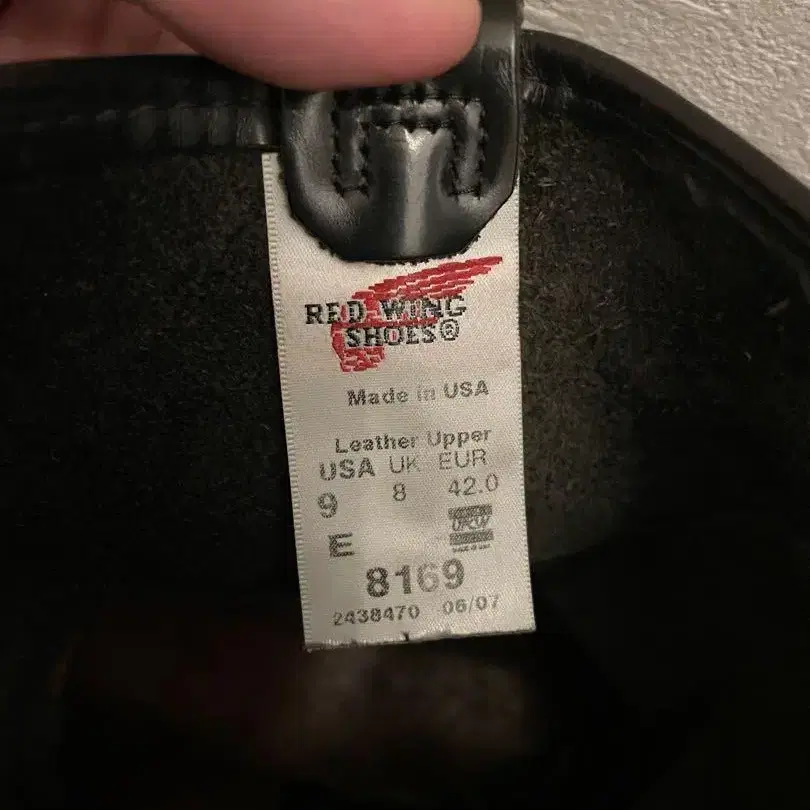 RED WING
SHOES®
Made in USA
Leather Upper
USA UK EUR
9 8 42.0
E
UFCW
8169
2438470 06/07